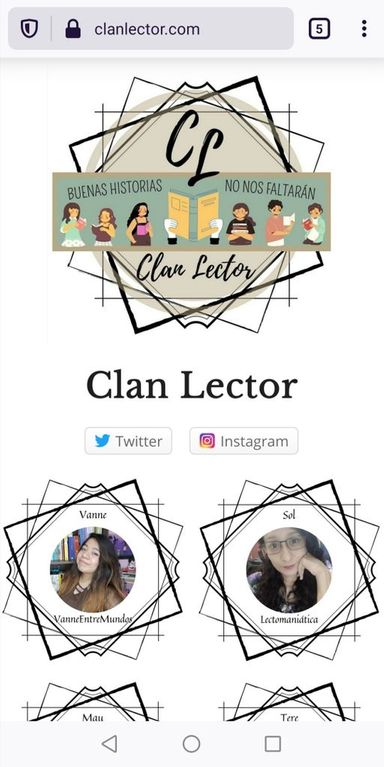 clanlector.com
5
CL
BUENAS HISTORIAS NO NOS FALTARÁN
Clan Lector
Clan Lector
Twitter Instagram
Vanne Sol
VanneEntreMundos Lectomaniática
Mau Tere